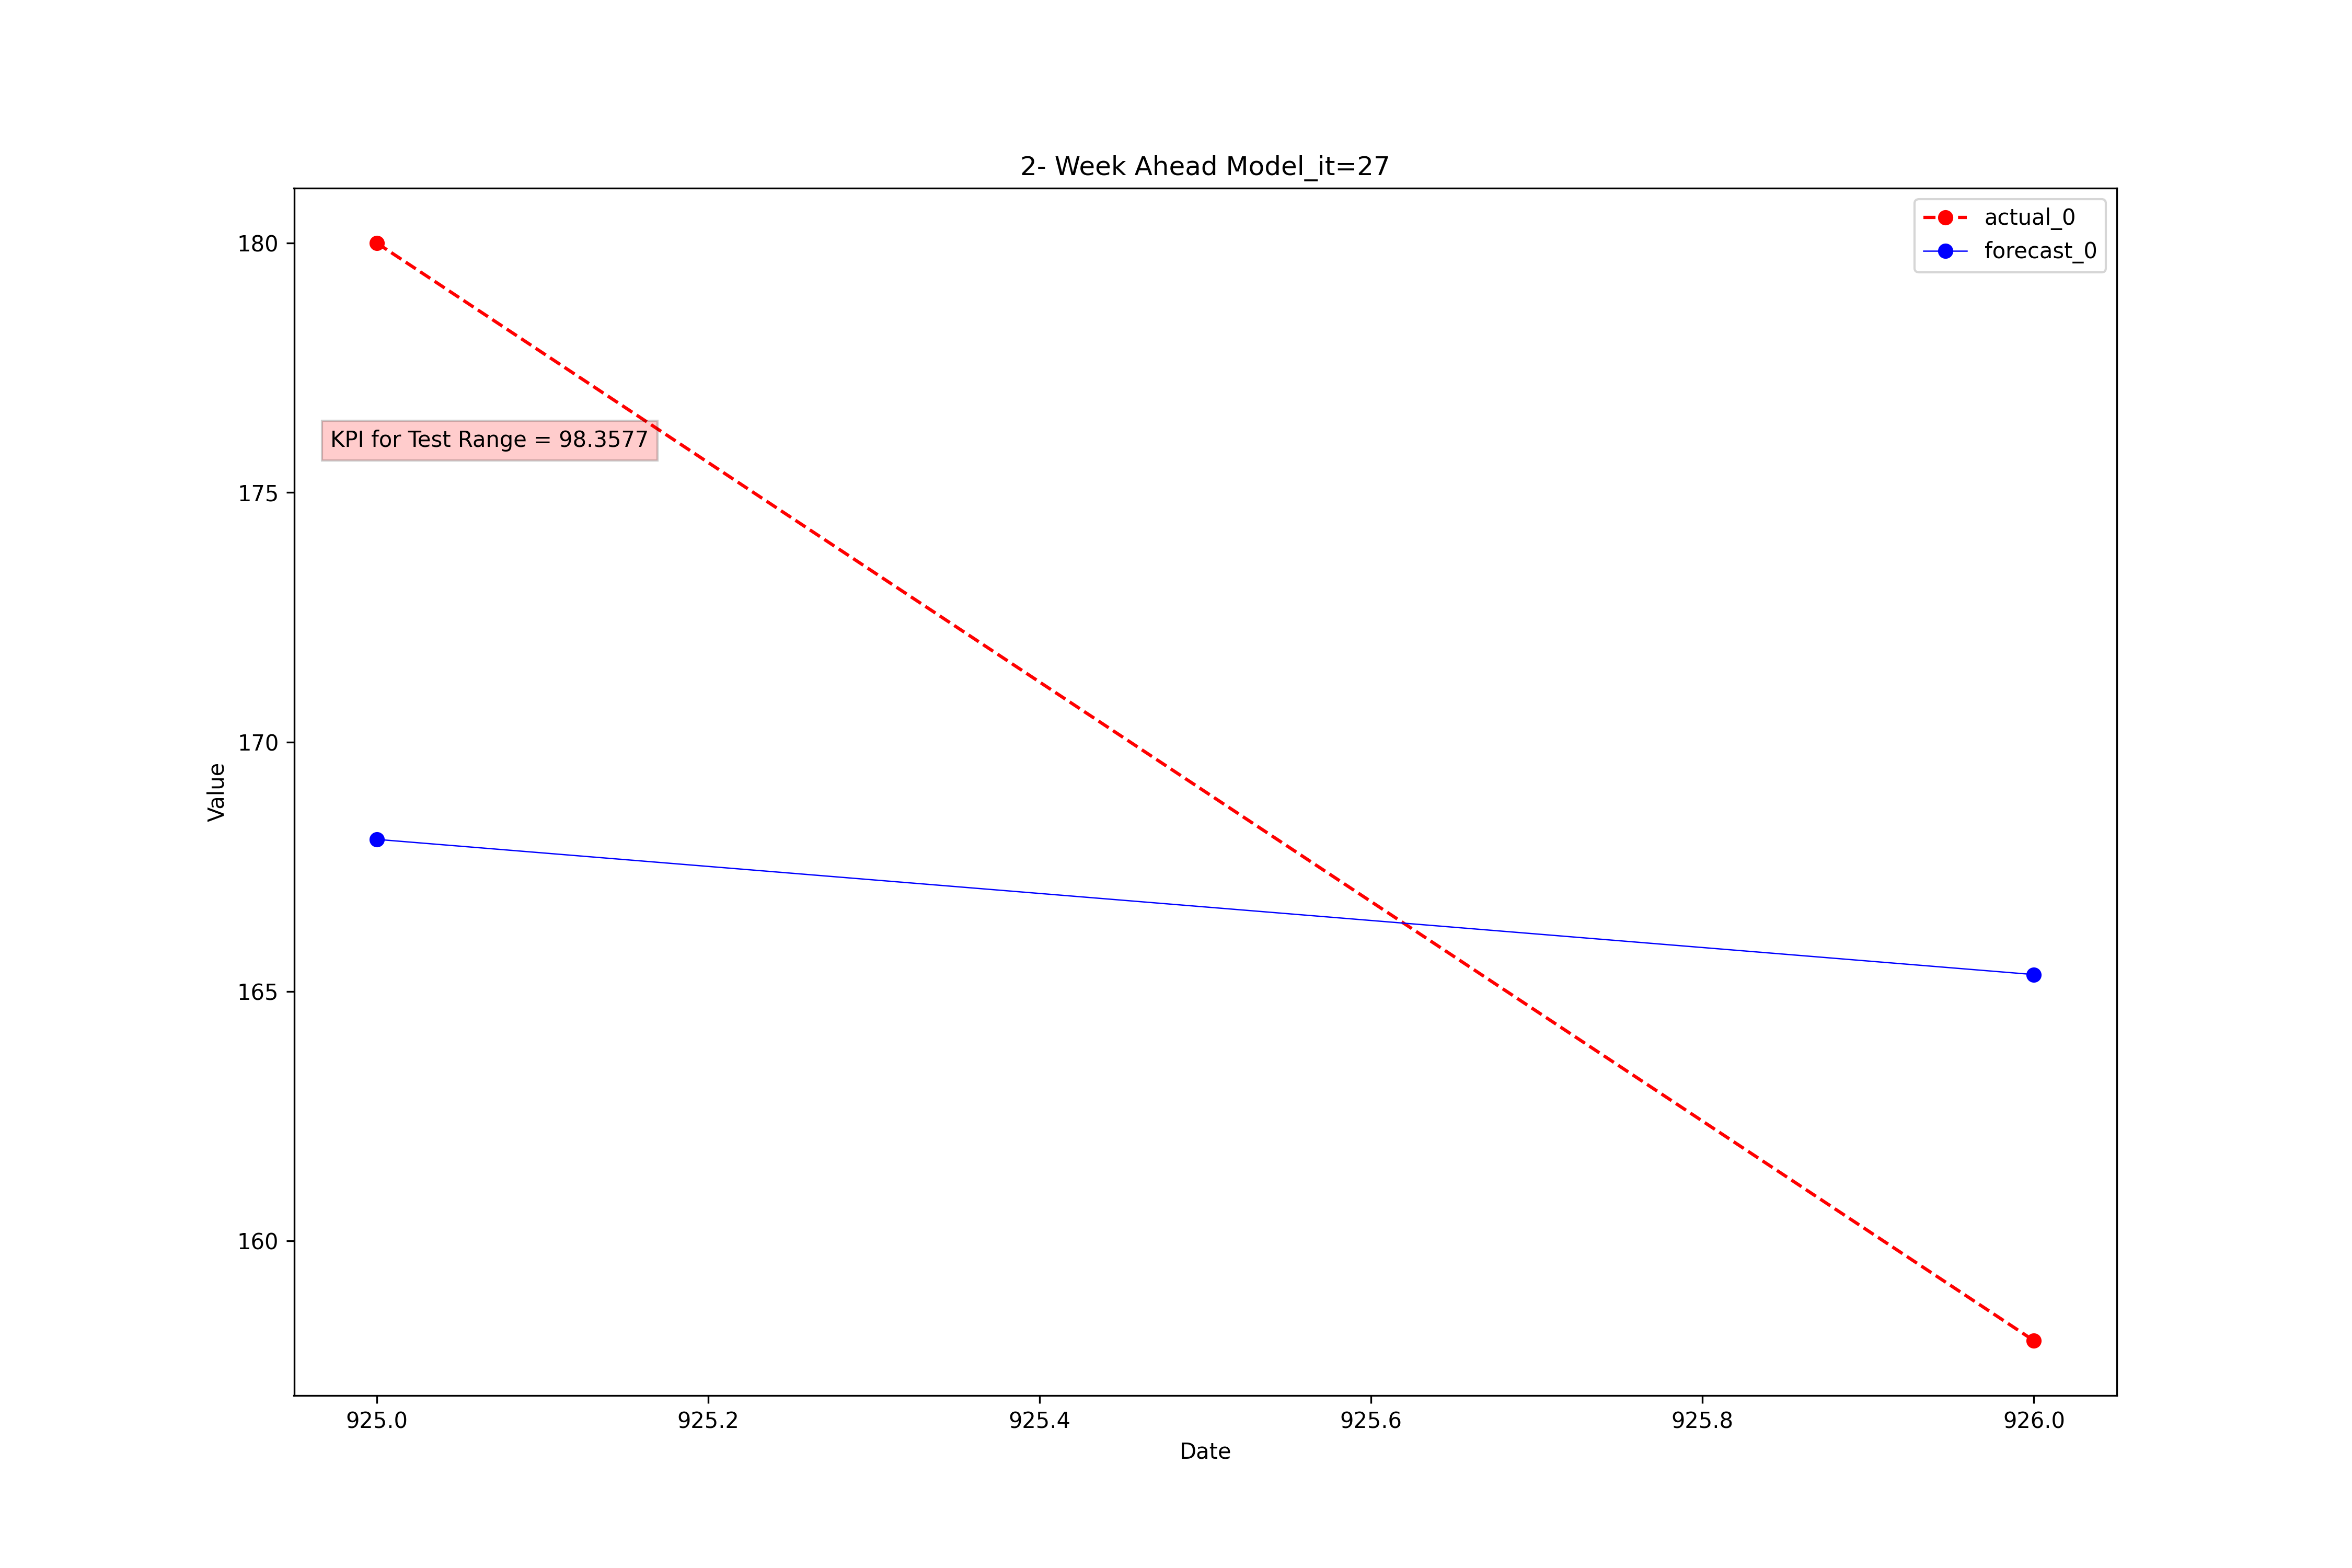 2- Week Ahead Model_it=27
actual_0
forecast_0
KPI for Test Range = 98.3577
180
175
170
165
160
Value
925.0 925.2 925.4 925.6 925.8 926.0
Date